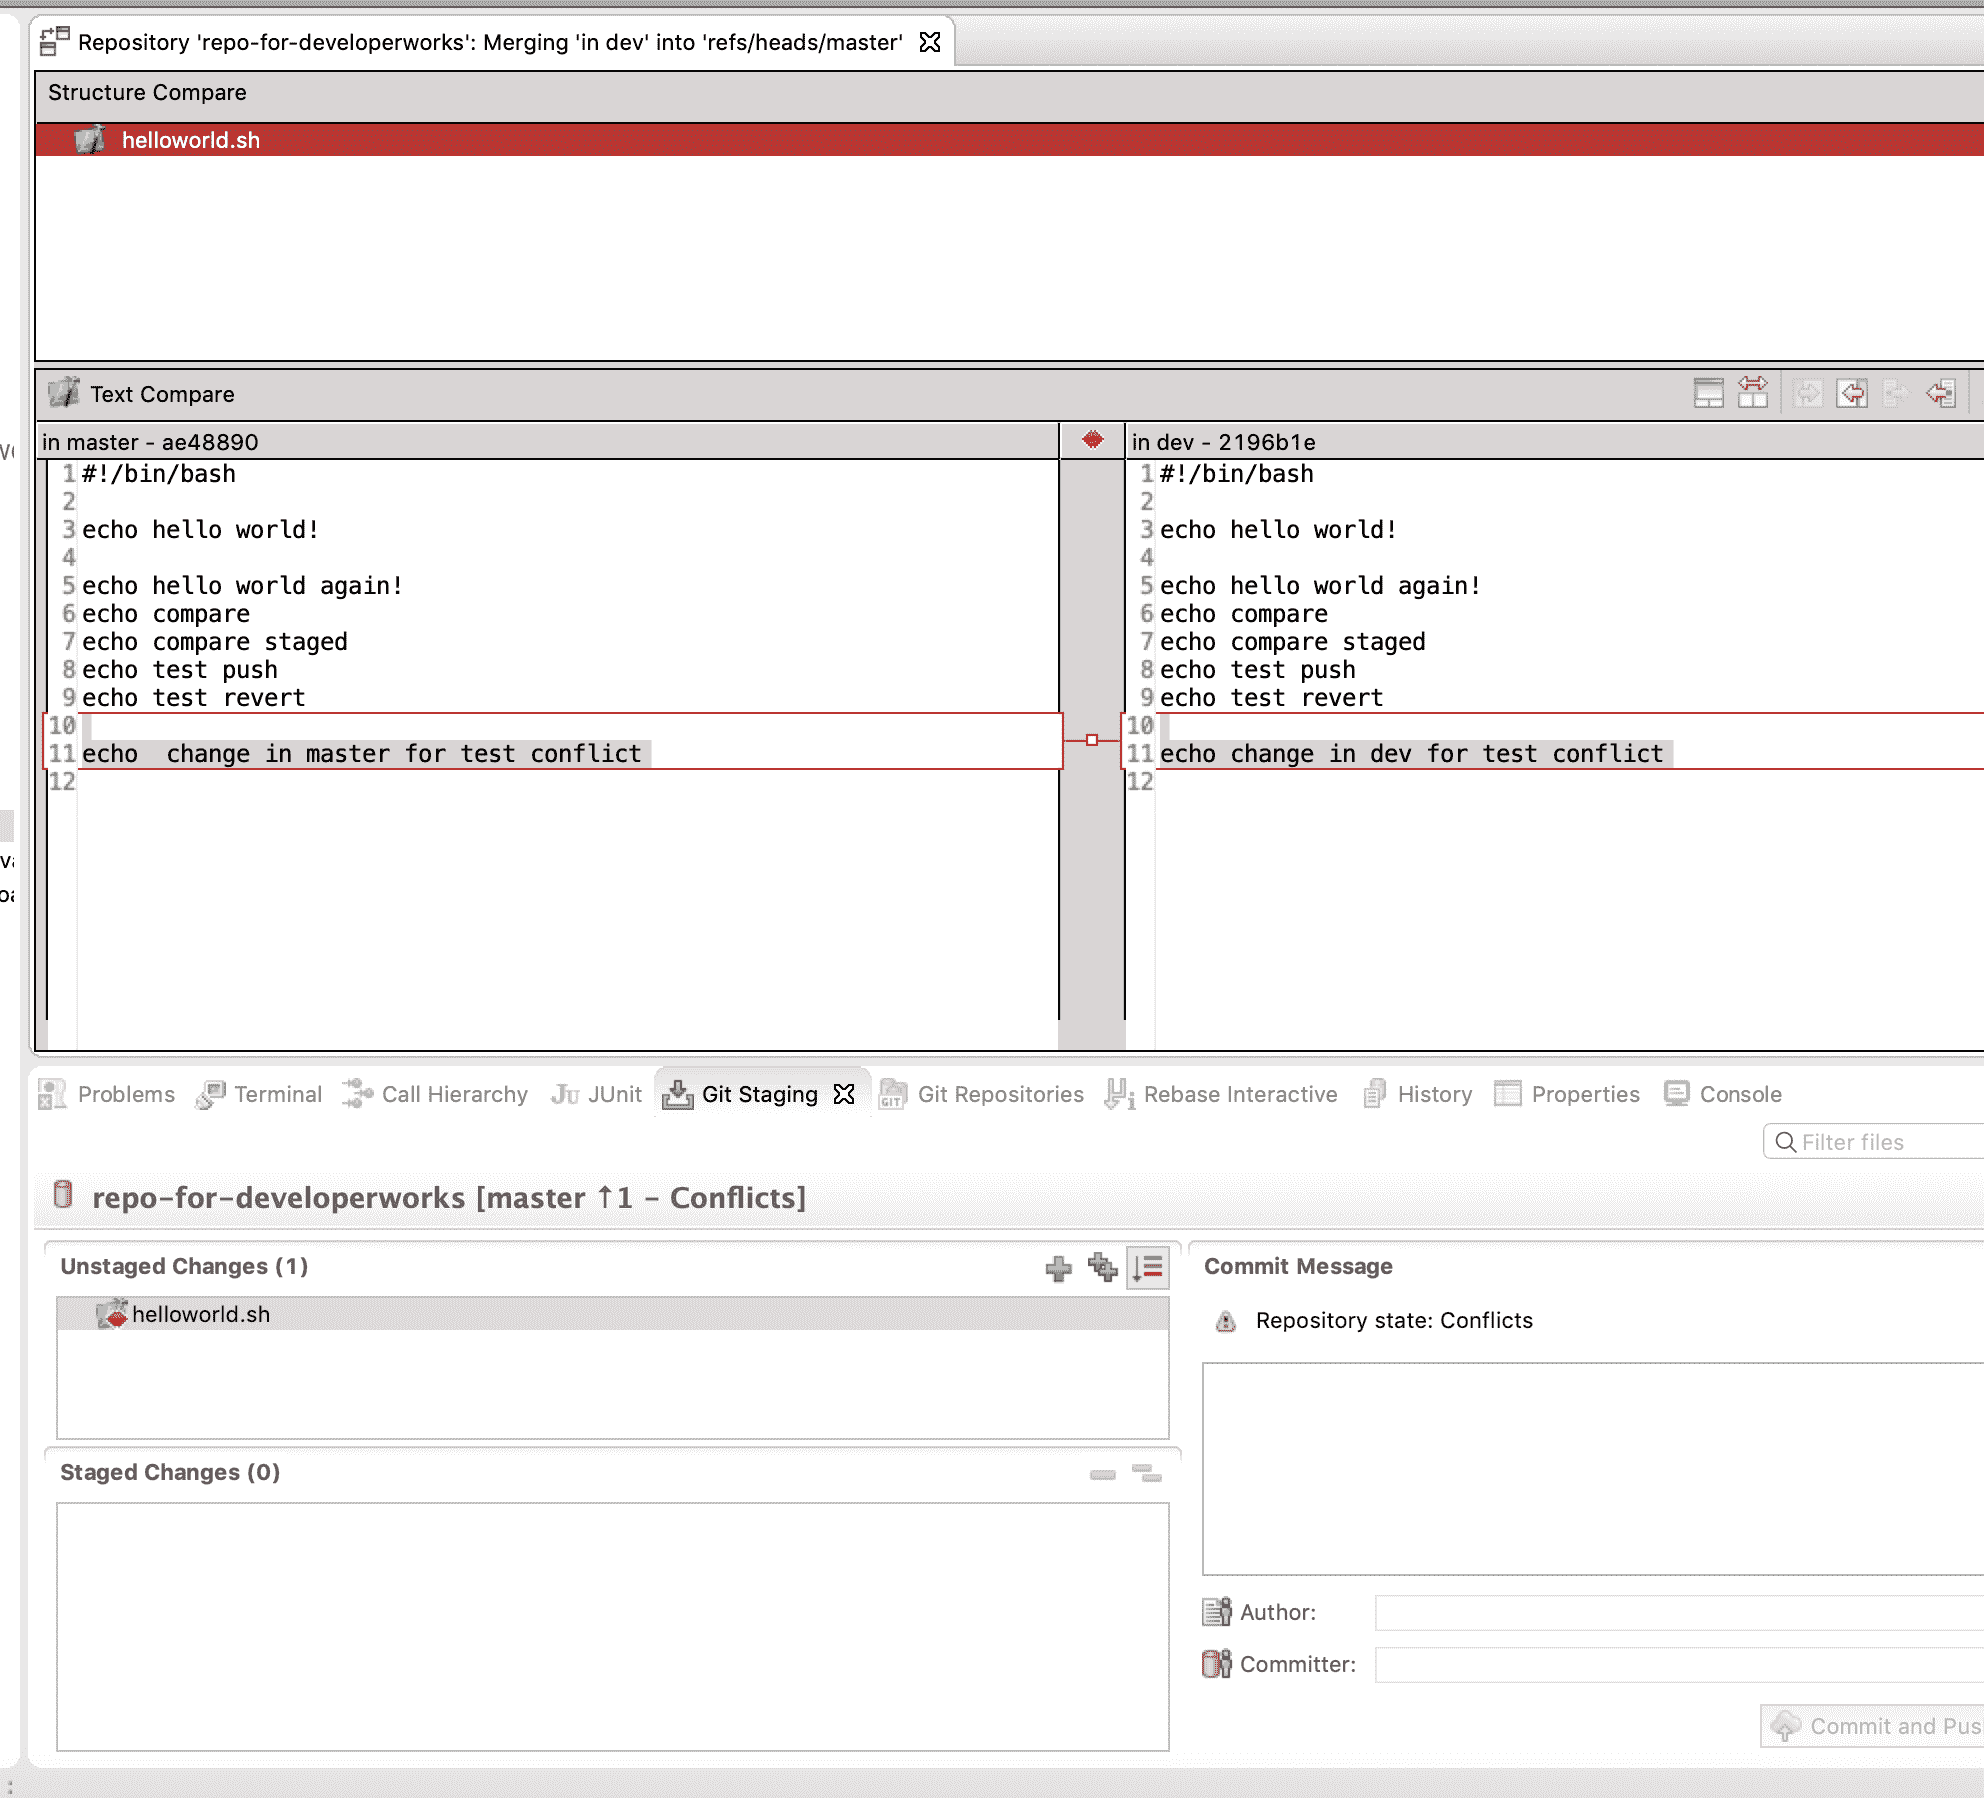 Repository 'repo-for-developerworks': Merging 'in dev' into 'refs/heads/master'
Structure Compare
helloworld.sh
Text Compare
in master - ae48890
1 #!/bin/bash
2
3 echo hello world!
4
5 echo hello world again!
6 echo compare
7 echo compare staged
8 echo test push
9 echo test revert
10
11 echo  change in master for test conflict
12
in dev - 2196b1e
1 #!/bin/bash
2
3 echo hello world!
4
5 echo hello world again!
6 echo compare
7 echo compare staged
8 echo test push
9 echo test revert
10
11 echo change in dev for test conflict
12
Problems Terminal Call Hierarchy JUnit Git Staging Git Repositories Rebase Interactive History Properties Console
Filter files
repo-for-developerworks [master ↑1 - Conflicts]
Unstaged Changes (1)
helloworld.sh
Staged Changes (0)
Commit Message
Repository state: Conflicts
Author:
Committer:
Commit and Pus